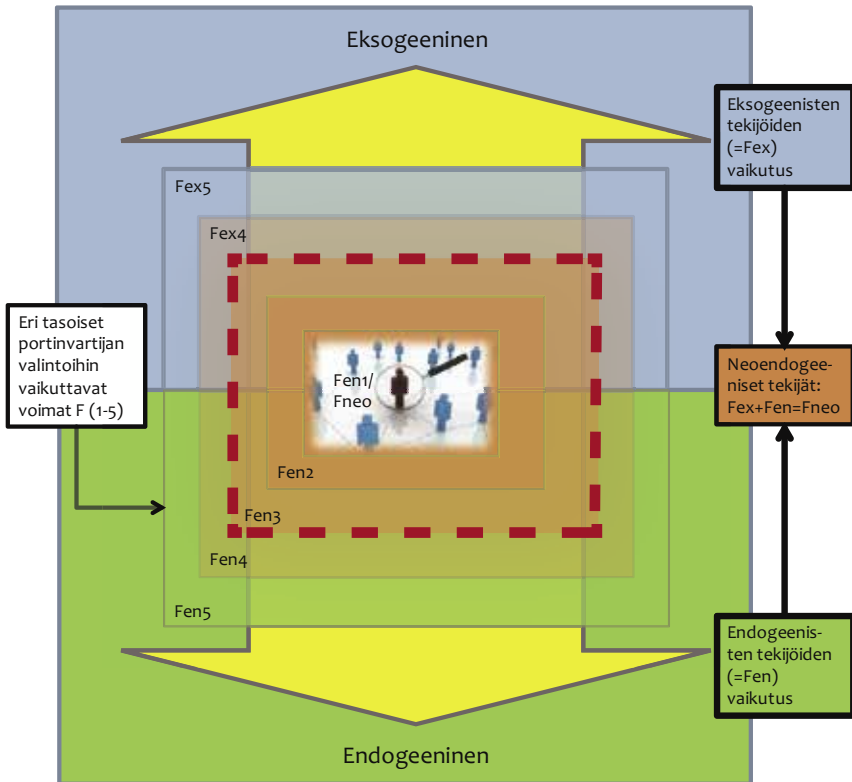 Eksogeeninen
Eksogeenisten
tekijöiden
(=Fex)
vaikutus
Fex5
Fex4
Eri tasoiset
portinvartijan
valintoihin
vaikuttavat
voimat F (1-5)
Fen1/
Fneo
Neoendogee-
niset tekijät:
Fex+Fen=Fneo
Fen2
Fen3
Fen4
Fen5
Endogeenis-
ten tekijöiden
(=Fen)
vaikutus
Endogeeninen